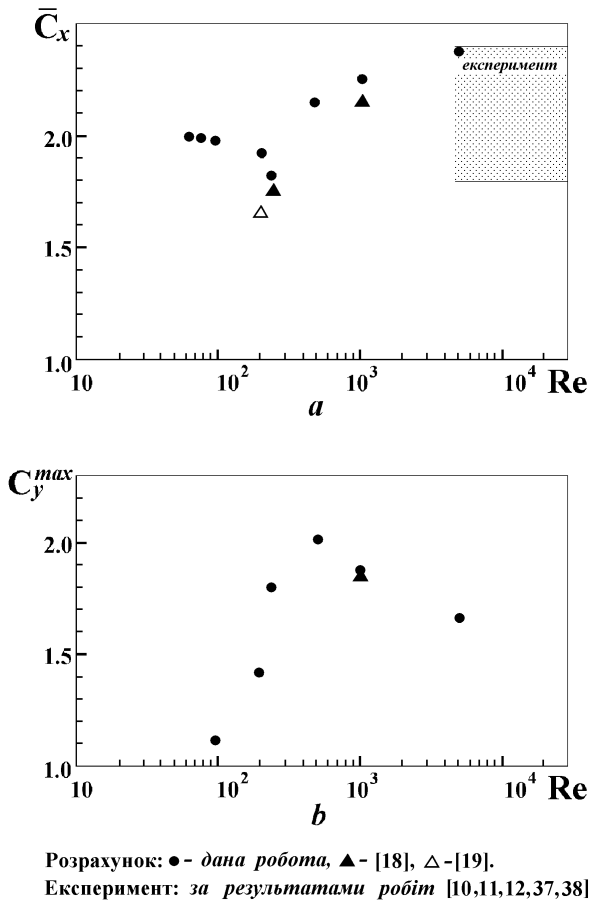 C̅x
2.0
експеримент
1.5
1.0
10 10² 10³ 10⁴ Re
a
Cy max
2.0
1.5
1.0
10 10² 10³ 10⁴ Re
b
Розрахунок: ●- дана робота, ▲- [18], △-[19].
Експеримент: за результатами робіт [10,11,12,37,38]